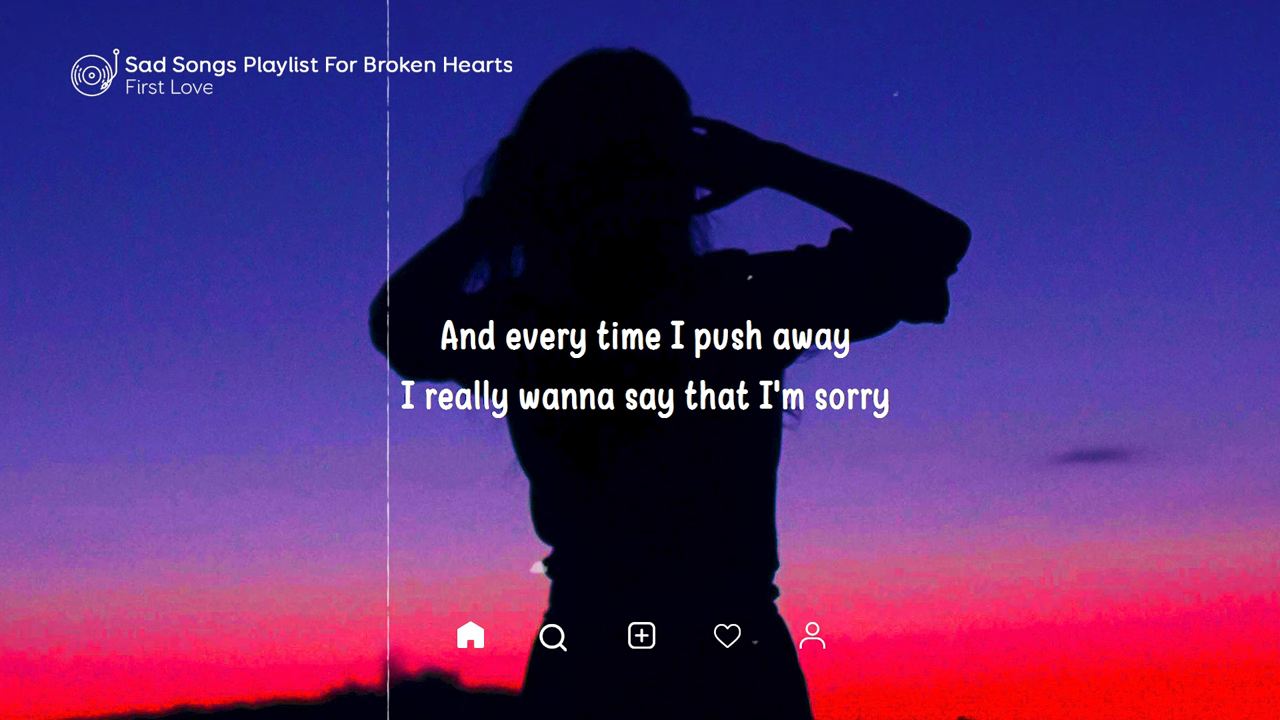 Sad Songs Playlist For Broken Hearts
First Love
And every time I push away
I really wanna say that I'm sorry